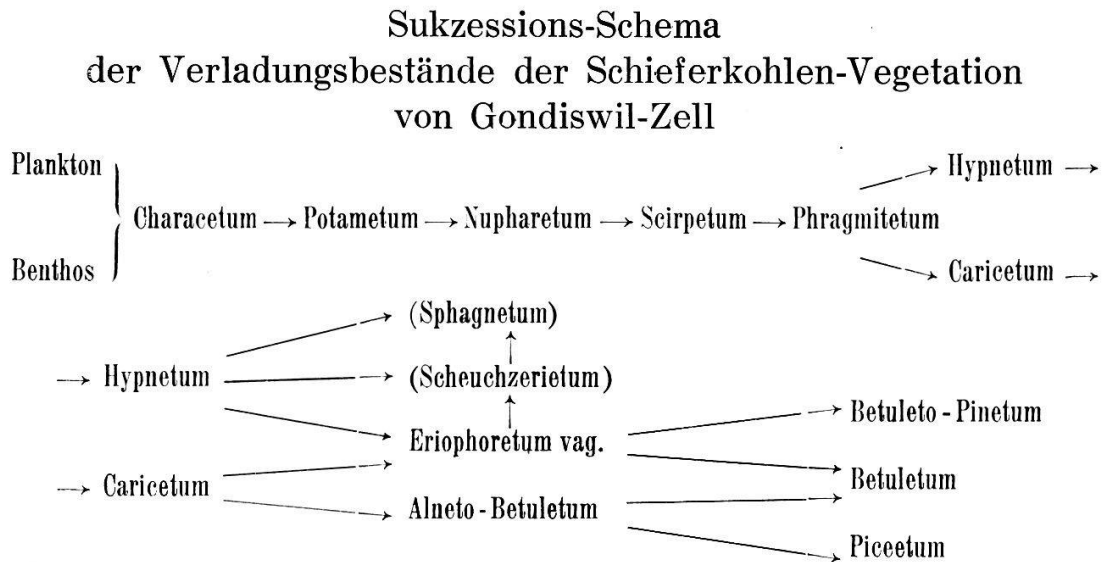 Sukzessions-Schema
der Verladungsbestände der Schieferkohlen-Vegetation
von Gondiswil-Zell
Plankton
Hypnetum →
Characetum → Potametum → Nupharetum → Scirpetum → Phragmitetum
Benthos
Caricetum →
(Sphagnetum)
→ Hypnetum
(Scheuchzerietum)
Betuleto-Pinetum
Eriophoretum vag.
Betuletum
→ Caricetum
Alneto-Betuletum
Piceetum